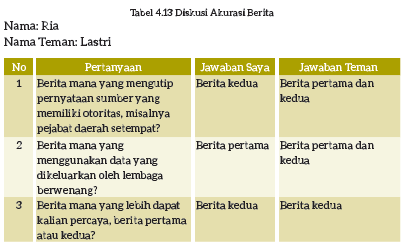 Tabel 4.13 Diskusi Akurasi Berita
Nama: Ria
Nama Teman: Lastri
No Pertanyaan Jawaban Saya Jawaban Teman
1 Berita mana yang mengutip Berita kedua Berita pertama dan
pernyataan sumber yang kedua
memiliki otoritas, misalnya
pejabat daerah setempat?
2 Berita mana yang Berita pertama Berita pertama dan
menggunakan data yang kedua
dikeluarkan oleh lembaga
berwenang?
3 Berita mana yang lebih dapat Berita kedua Berita kedua
kalian percaya, berita pertama
atau kedua?